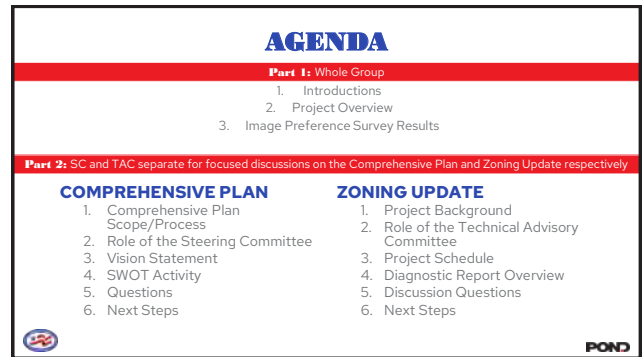 AGENDA
Part 1: Whole Group
1. Introductions
2. Project Overview
3. Image Preference Survey Results
Part 2: SC and TAC separate for focused discussions on the Comprehensive Plan and Zoning Update respectively
COMPREHENSIVE PLAN
1. Comprehensive Plan
Scope/Process
2. Role of the Steering Committee
3. Vision Statement
4. SWOT Activity
5. Questions
6. Next Steps
ZONING UPDATE
1. Project Background
2. Role of the Technical Advisory
Committee
3. Project Schedule
4. Diagnostic Report Overview
5. Discussion Questions
6. Next Steps
POND